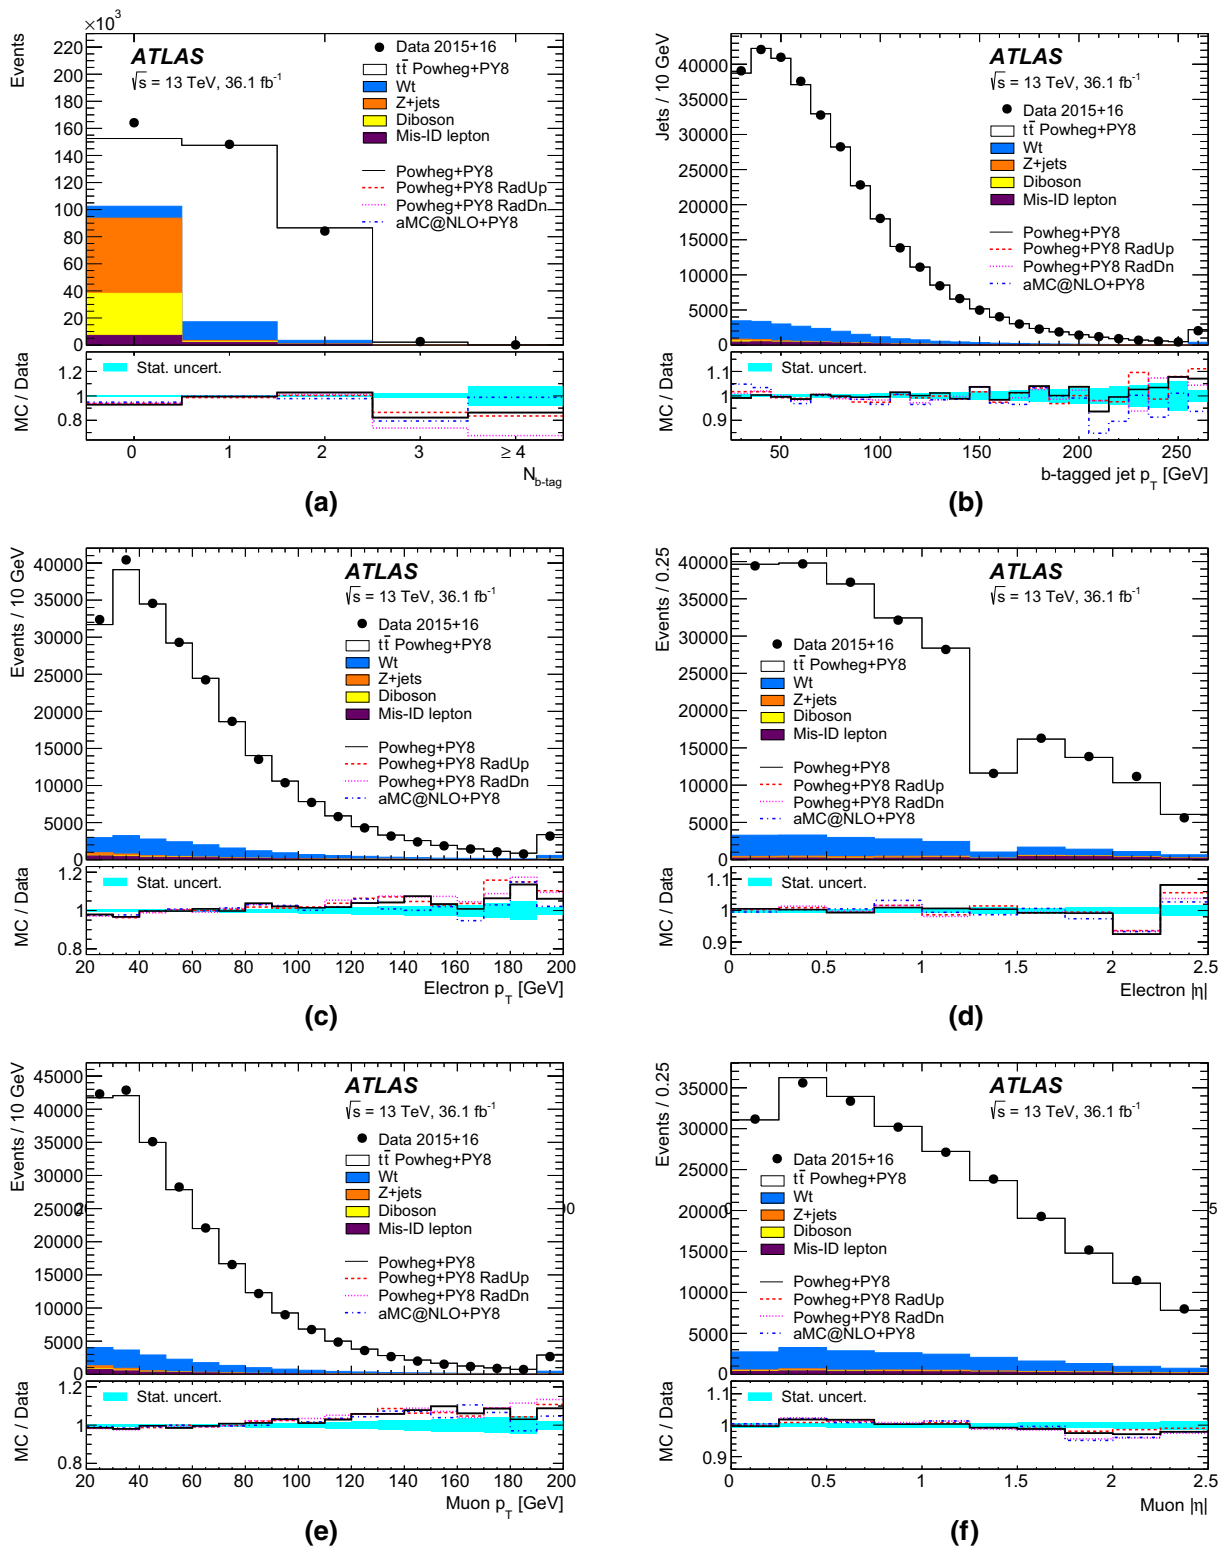 ×10³
Events
220
200
180
160
140
120
100
80
60
40
20
0
ATLAS
√s = 13 TeV, 36.1 fb⁻¹
Data 2015+16
tt̄ Powheg+PY8
Wt
Z+jets
Diboson
Mis-ID lepton
Powheg+PY8
Powheg+PY8 RadUp
Powheg+PY8 RadDn
aMC@NLO+PY8
MC / Data
1.2
1
0.8
Stat. uncert.
0 1 2 3 ≥ 4
N b-tag
(a)
Jets / 10 GeV
40000
35000
30000
25000
20000
15000
10000
5000
0
ATLAS
√s = 13 TeV, 36.1 fb⁻¹
Data 2015+16
tt̄ Powheg+PY8
Wt
Z+jets
Diboson
Mis-ID lepton
Powheg+PY8
Powheg+PY8 RadUp
Powheg+PY8 RadDn
aMC@NLO+PY8
MC / Data
1.1
1
0.9
Stat. uncert.
50 100 150 200 250
b-tagged jet p T [GeV]
(b)
Events / 10 GeV
40000
35000
30000
25000
20000
15000
10000
5000
0
ATLAS
√s = 13 TeV, 36.1 fb⁻¹
Data 2015+16
tt̄ Powheg+PY8
Wt
Z+jets
Diboson
Mis-ID lepton
Powheg+PY8
Powheg+PY8 RadUp
Powheg+PY8 RadDn
aMC@NLO+PY8
MC / Data
1.2
1
0.8
Stat. uncert.
20 40 60 80 100 120 140 160 180 200
Electron p T [GeV]
(c)
Events / 0.25
40000
35000
30000
25000
20000
15000
10000
5000
0
ATLAS
√s = 13 TeV, 36.1 fb⁻¹
Data 2015+16
tt̄ Powheg+PY8
Wt
Z+jets
Diboson
Mis-ID lepton
Powheg+PY8
Powheg+PY8 RadUp
Powheg+PY8 RadDn
aMC@NLO+PY8
MC / Data
1.1
1
0.9
Stat. uncert.
0 0.5 1 1.5 2 2.5
Electron |η|
(d)
Events / 10 GeV
45000
40000
35000
30000
25000
20000
15000
10000
5000
0
ATLAS
√s = 13 TeV, 36.1 fb⁻¹
Data 2015+16
tt̄ Powheg+PY8
Wt
Z+jets
Diboson
Mis-ID lepton
Powheg+PY8
Powheg+PY8 RadUp
Powheg+PY8 RadDn
aMC@NLO+PY8
MC / Data
1.2
1
0.8
Stat. uncert.
20 40 60 80 100 120 140 160 180 200
Muon p T [GeV]
(e)
Events / 0.25
35000
30000
25000
20000
15000
10000
5000
0
ATLAS
√s = 13 TeV, 36.1 fb⁻¹
Data 2015+16
tt̄ Powheg+PY8
Wt
Z+jets
Diboson
Mis-ID lepton
Powheg+PY8
Powheg+PY8 RadUp
Powheg+PY8 RadDn
aMC@NLO+PY8
MC / Data
1.1
1
0.9
Stat. uncert.
0 0.5 1 1.5 2 2.5
Muon |η|
(f)